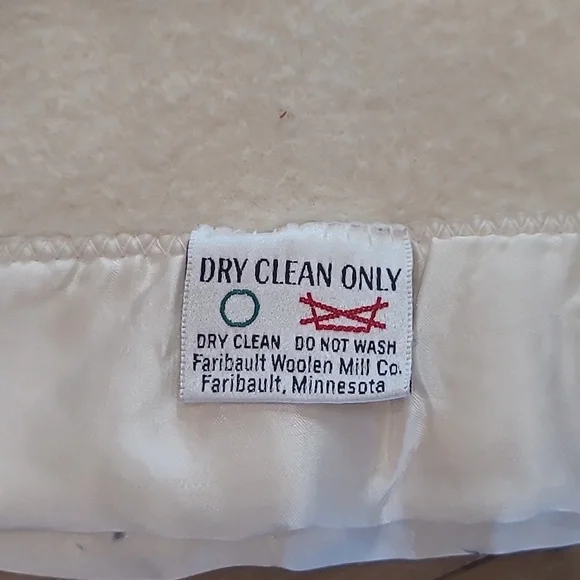 DRY CLEAN ONLY
DRY CLEAN DO NOT WASH
Faribault Woolen Mill Co.
Faribault, Minnesota